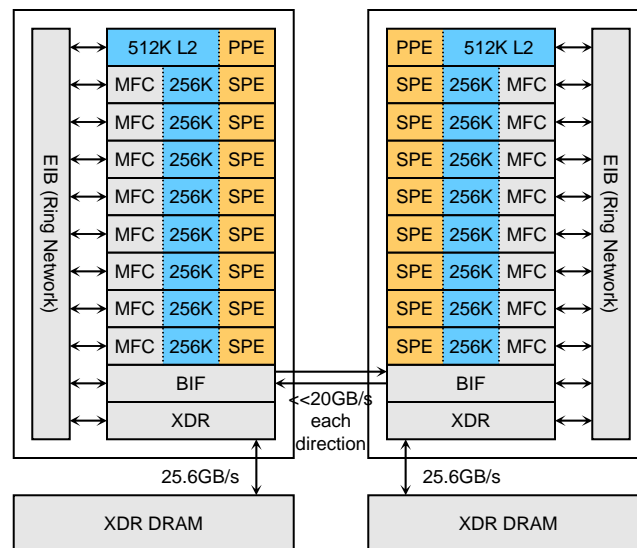 512K L2 PPE
MFC 256K SPE
MFC 256K SPE
MFC 256K SPE
MFC 256K SPE
MFC 256K SPE
MFC 256K SPE
MFC 256K SPE
MFC 256K SPE
BIF
XDR
EIB (Ring Network)
25.6GB/s
XDR DRAM
<<20GB/s
each
direction
PPE 512K L2
SPE 256K MFC
SPE 256K MFC
SPE 256K MFC
SPE 256K MFC
SPE 256K MFC
SPE 256K MFC
SPE 256K MFC
SPE 256K MFC
BIF
XDR
EIB (Ring Network)
25.6GB/s
XDR DRAM